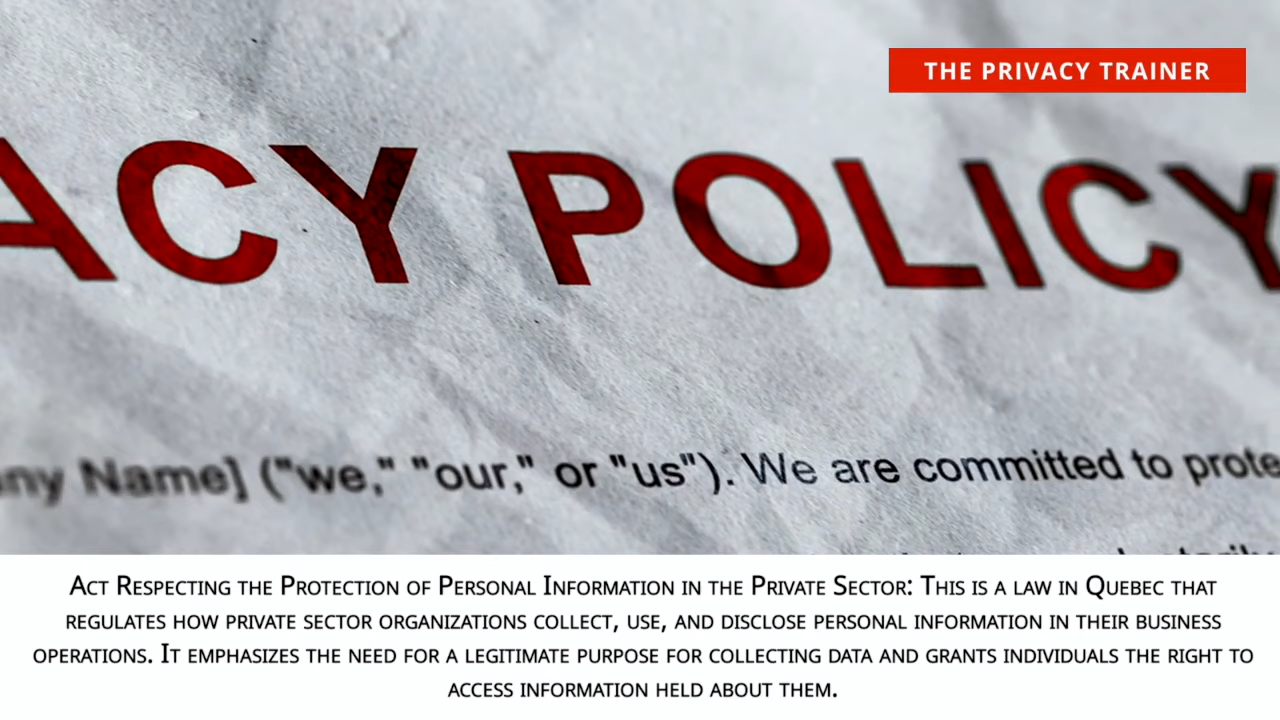 THE PRIVACY TRAINER
ACY POLICY
ny Name] ("we," "our," or "us"). We are committed to prote
Act Respecting the Protection of Personal Information in the Private Sector: This is a law in Quebec that
regulates how private sector organizations collect, use, and disclose personal information in their business
operations. It emphasizes the need for a legitimate purpose for collecting data and grants individuals the right to
access information held about them.